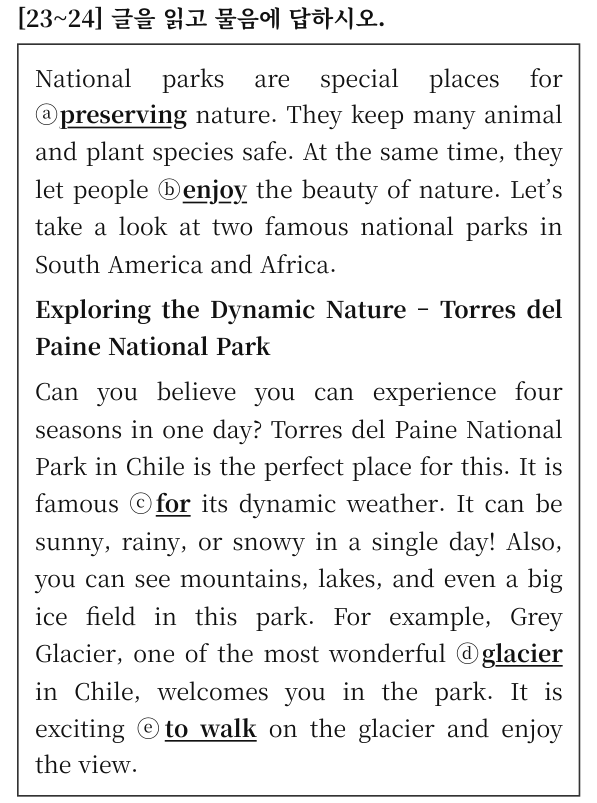 [23~24] 글을 읽고 물음에 답하시오.
National parks are special places for
ⓐpreserving nature. They keep many animal
and plant species safe. At the same time, they
let people ⓑenjoy the beauty of nature. Let's
take a look at two famous national parks in
South America and Africa.
Exploring the Dynamic Nature - Torres del
Paine National Park
Can you believe you can experience four
seasons in one day? Torres del Paine National
Park in Chile is the perfect place for this. It is
famous ⓒfor its dynamic weather. It can be
sunny, rainy, or snowy in a single day! Also,
you can see mountains, lakes, and even a big
ice field in this park. For example, Grey
Glacier, one of the most wonderful ⓓglacier
in Chile, welcomes you in the park. It is
exciting ⓔto walk on the glacier and enjoy
the view.